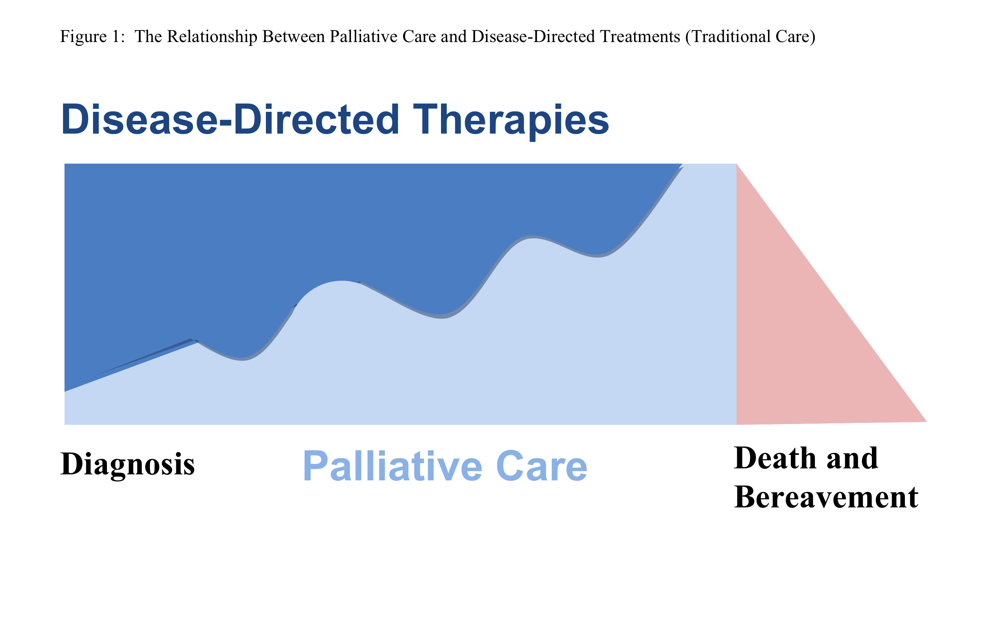 Figure 1:  The Relationship Between Palliative Care and Disease-Directed Treatments (Traditional Care)
Disease-Directed Therapies
Diagnosis
Palliative Care
Death and
Bereavement